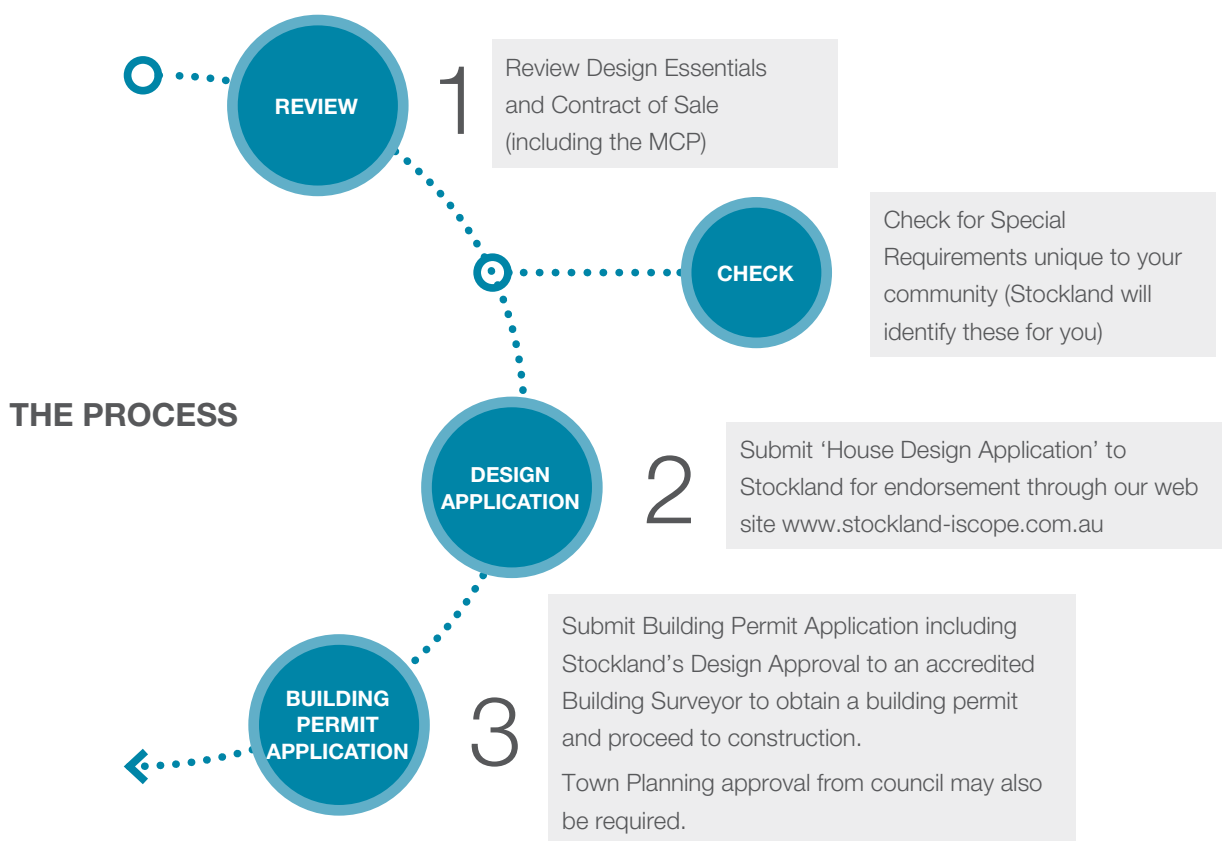 REVIEW
1
Review Design Essentials
and Contract of Sale
(including the MCP)
CHECK
Check for Special
Requirements unique to your
community (Stockland will
identify these for you)
THE PROCESS
DESIGN
APPLICATION
2
Submit ‘House Design Application’ to
Stockland for endorsement through our web
site www.stockland-iscope.com.au
BUILDING
PERMIT
APPLICATION
3
Submit Building Permit Application including
Stockland’s Design Approval to an accredited
Building Surveyor to obtain a building permit
and proceed to construction.
Town Planning approval from council may also
be required.